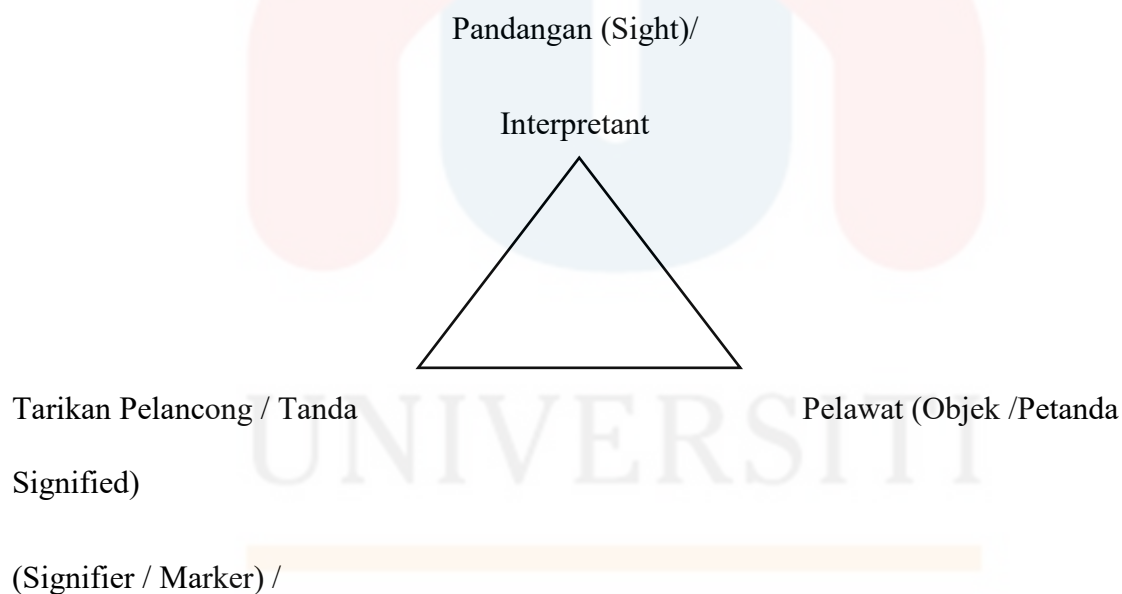 Pandangan (Sight)/
Interpretant
Tarikan Pelancong / Tanda Pelawat (Objek /Petanda
Signified)
UNIVERSITI
(Signifier / Marker) /